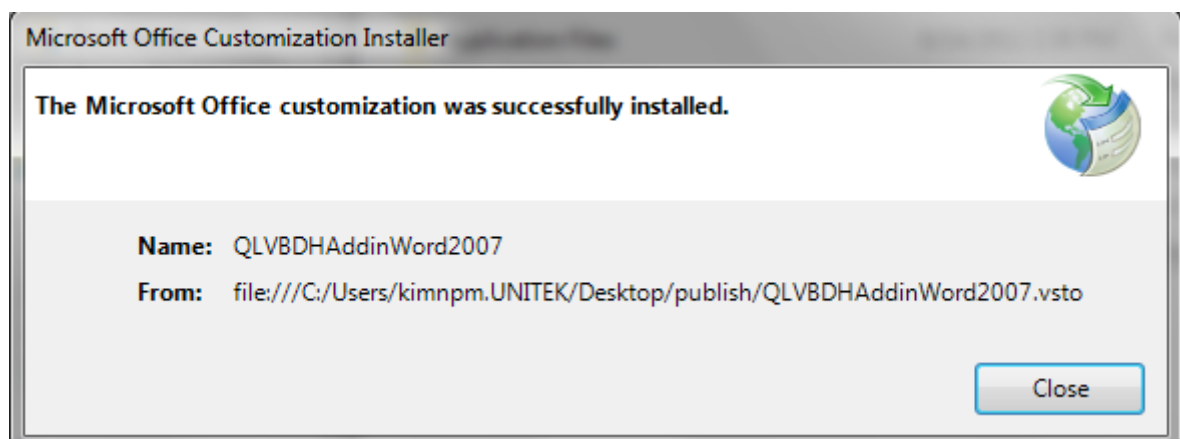 Microsoft Office Customization Installer
The Microsoft Office customization was successfully installed.
Name: QLVBDHAddinWord2007
From: file:///C:/Users/kimnpm.UNITEK/Desktop/publish/QLVBDHAddinWord2007.vsto
Close